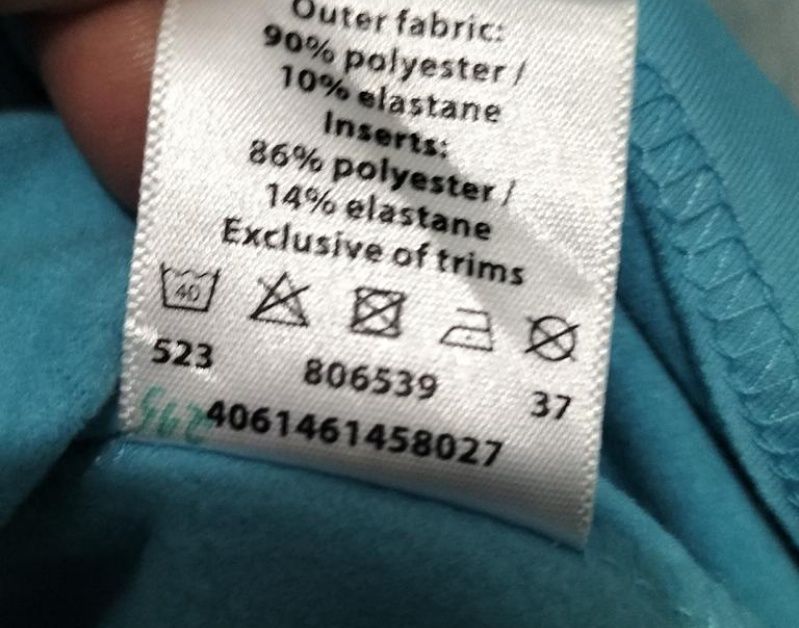 Outer fabric:
90% polyester /
10% elastane
Inserts:
86% polyester /
14% elastane
Exclusive of trims
40
523 806539 37
4061461458027